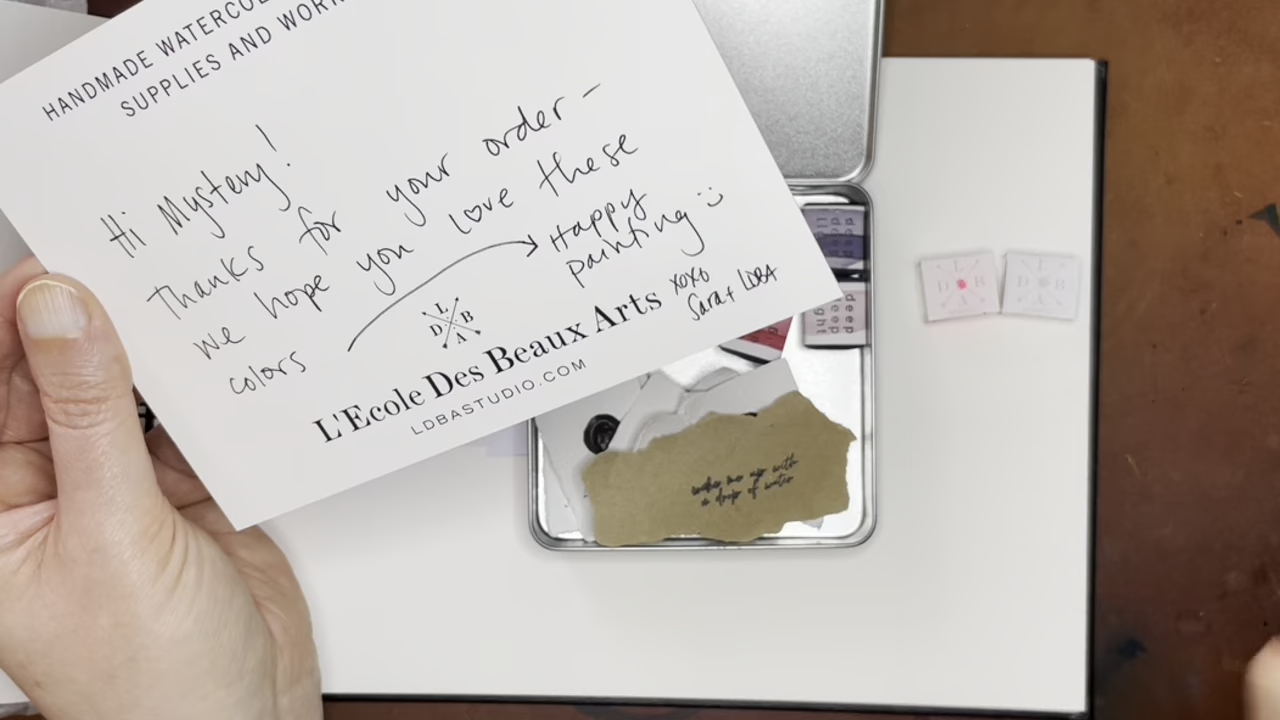 HANDMADE WATERCOL
SUPPLIES AND WORK
Hi Mystery!
Thanks for your order -
we hope you love these
colors
Happy
painting
xoxo
Sara + LDBA
L
D B
A
L'Ecole Des Beaux Arts
LDBASTUDIO.COM
deep
light
deep
deep
light
L
D B
A
L
D B
A
wake me up with
a drop of water